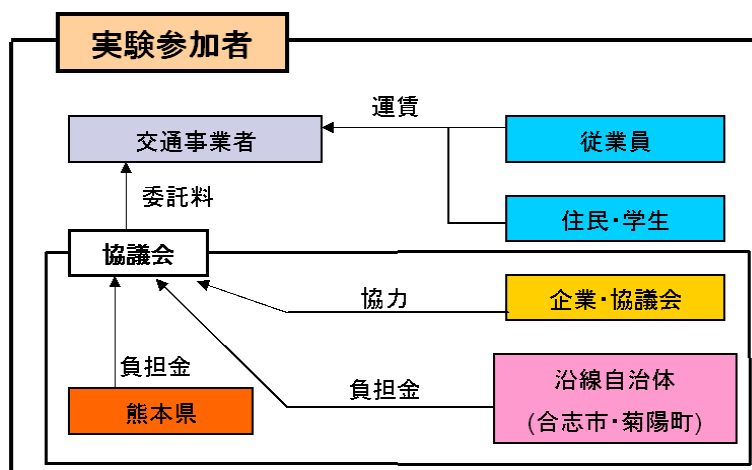 実験参加者
運賃
交通事業者
従業員
委託料
住民・学生
協議会
協力
企業・協議会
負担金
負担金
沿線自治体
(合志市・菊陽町)
熊本県